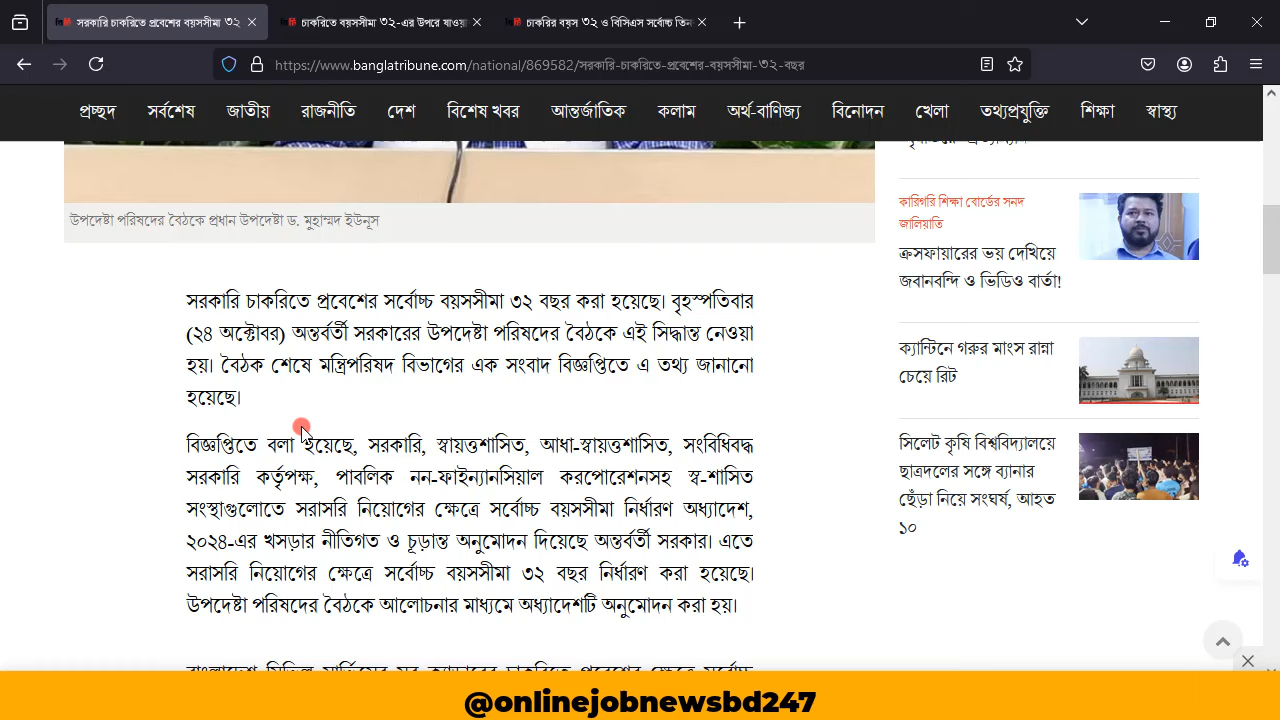 সরকারি চাকরিতে প্রবেশের বয়সসীমা ৩২
চাকরিতে বয়সসীমা ৩২-এর উপরে যাওয়া
চাকরির বয়স ৩২ ও বিসিএস সর্বোচ্চ তিন
https://www.banglatribune.com/national/869582/সরকারি-চাকরিতে-প্রবেশের-বয়সসীমা-৩২-বছর
প্রচ্ছদ সর্বশেষ জাতীয় রাজনীতি দেশ বিশেষ খবর আন্তর্জাতিক কলাম অর্থ-বাণিজ্য বিনোদন খেলা তথ্যপ্রযুক্তি শিক্ষা স্বাস্থ্য
উপদেষ্টা পরিষদের বৈঠকে প্রধান উপদেষ্টা ড. মুহাম্মদ ইউনূস
সরকারি চাকরিতে প্রবেশের সর্বোচ্চ বয়সসীমা ৩২ বছর করা হয়েছে। বৃহস্পতিবার
(২৪ অক্টোবর) অন্তর্বর্তী সরকারের উপদেষ্টা পরিষদের বৈঠকে এই সিদ্ধান্ত নেওয়া
হয়। বৈঠক শেষে মন্ত্রিপরিষদ বিভাগের এক সংবাদ বিজ্ঞপ্তিতে এ তথ্য জানানো
হয়েছে।
বিজ্ঞপ্তিতে বলা হয়েছে, সরকারি, স্বায়ত্তশাসিত, আধা-স্বায়ত্তশাসিত, সংবিধিবদ্ধ
সরকারি কর্তৃপক্ষ, পাবলিক নন-ফাইন্যানসিয়াল করপোরেশনসহ স্ব-শাসিত
সংস্থাগুলোতে সরাসরি নিয়োগের ক্ষেত্রে সর্বোচ্চ বয়সসীমা নির্ধারণ অধ্যাদেশ,
২০২৪-এর খসড়ার নীতিগত ও চূড়ান্ত অনুমোদন দিয়েছে অন্তর্বর্তী সরকার। এতে
সরাসরি নিয়োগের ক্ষেত্রে সর্বোচ্চ বয়সসীমা ৩২ বছর নির্ধারণ করা হয়েছে।
উপদেষ্টা পরিষদের বৈঠকে আলোচনার মাধ্যমে অধ্যাদেশটি অনুমোদন করা হয়।
কারিগরি শিক্ষা বোর্ডের সনদ
জালিয়াতি
ক্রসফায়ারের ভয় দেখিয়ে
জবানবন্দি ও ভিডিও বার্তা!
ক্যান্টিনে গরুর মাংস রান্না
চেয়ে রিট
সিলেট কৃষি বিশ্ববিদ্যালয়ে
ছাত্রদলের সঙ্গে ব্যানার
ছেঁড়া নিয়ে সংঘর্ষ, আহত
১০
@onlinejobnewsbd247